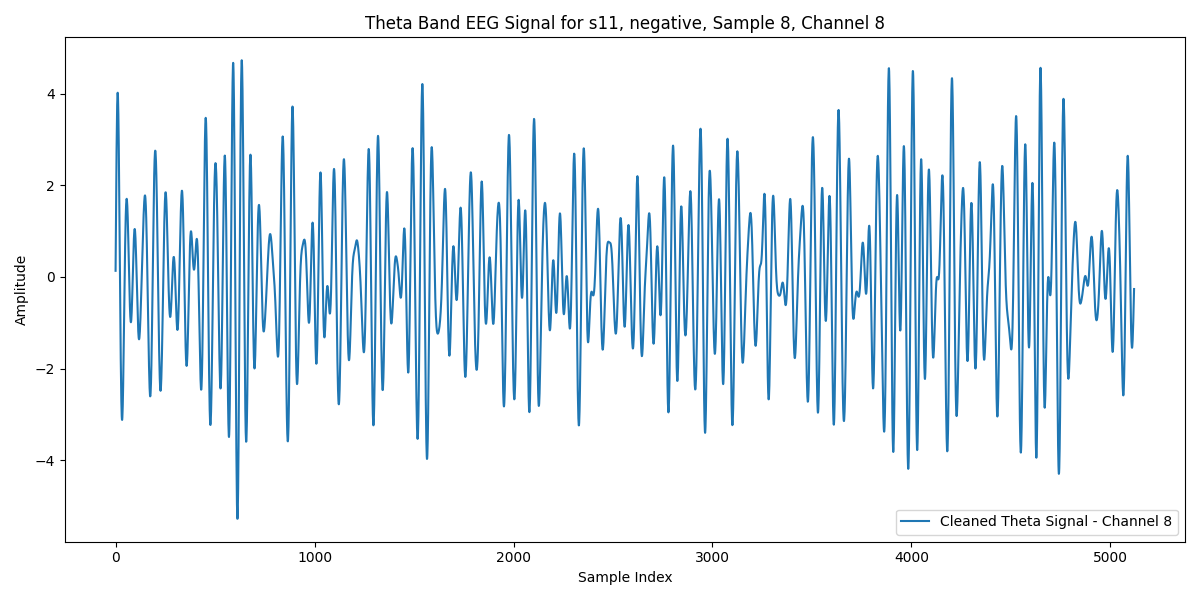 Theta Band EEG Signal for s11, negative, Sample 8, Channel 8
Amplitude
4
2
0
−2
−4
0 1000 2000 3000 4000 5000
Sample Index
Cleaned Theta Signal - Channel 8